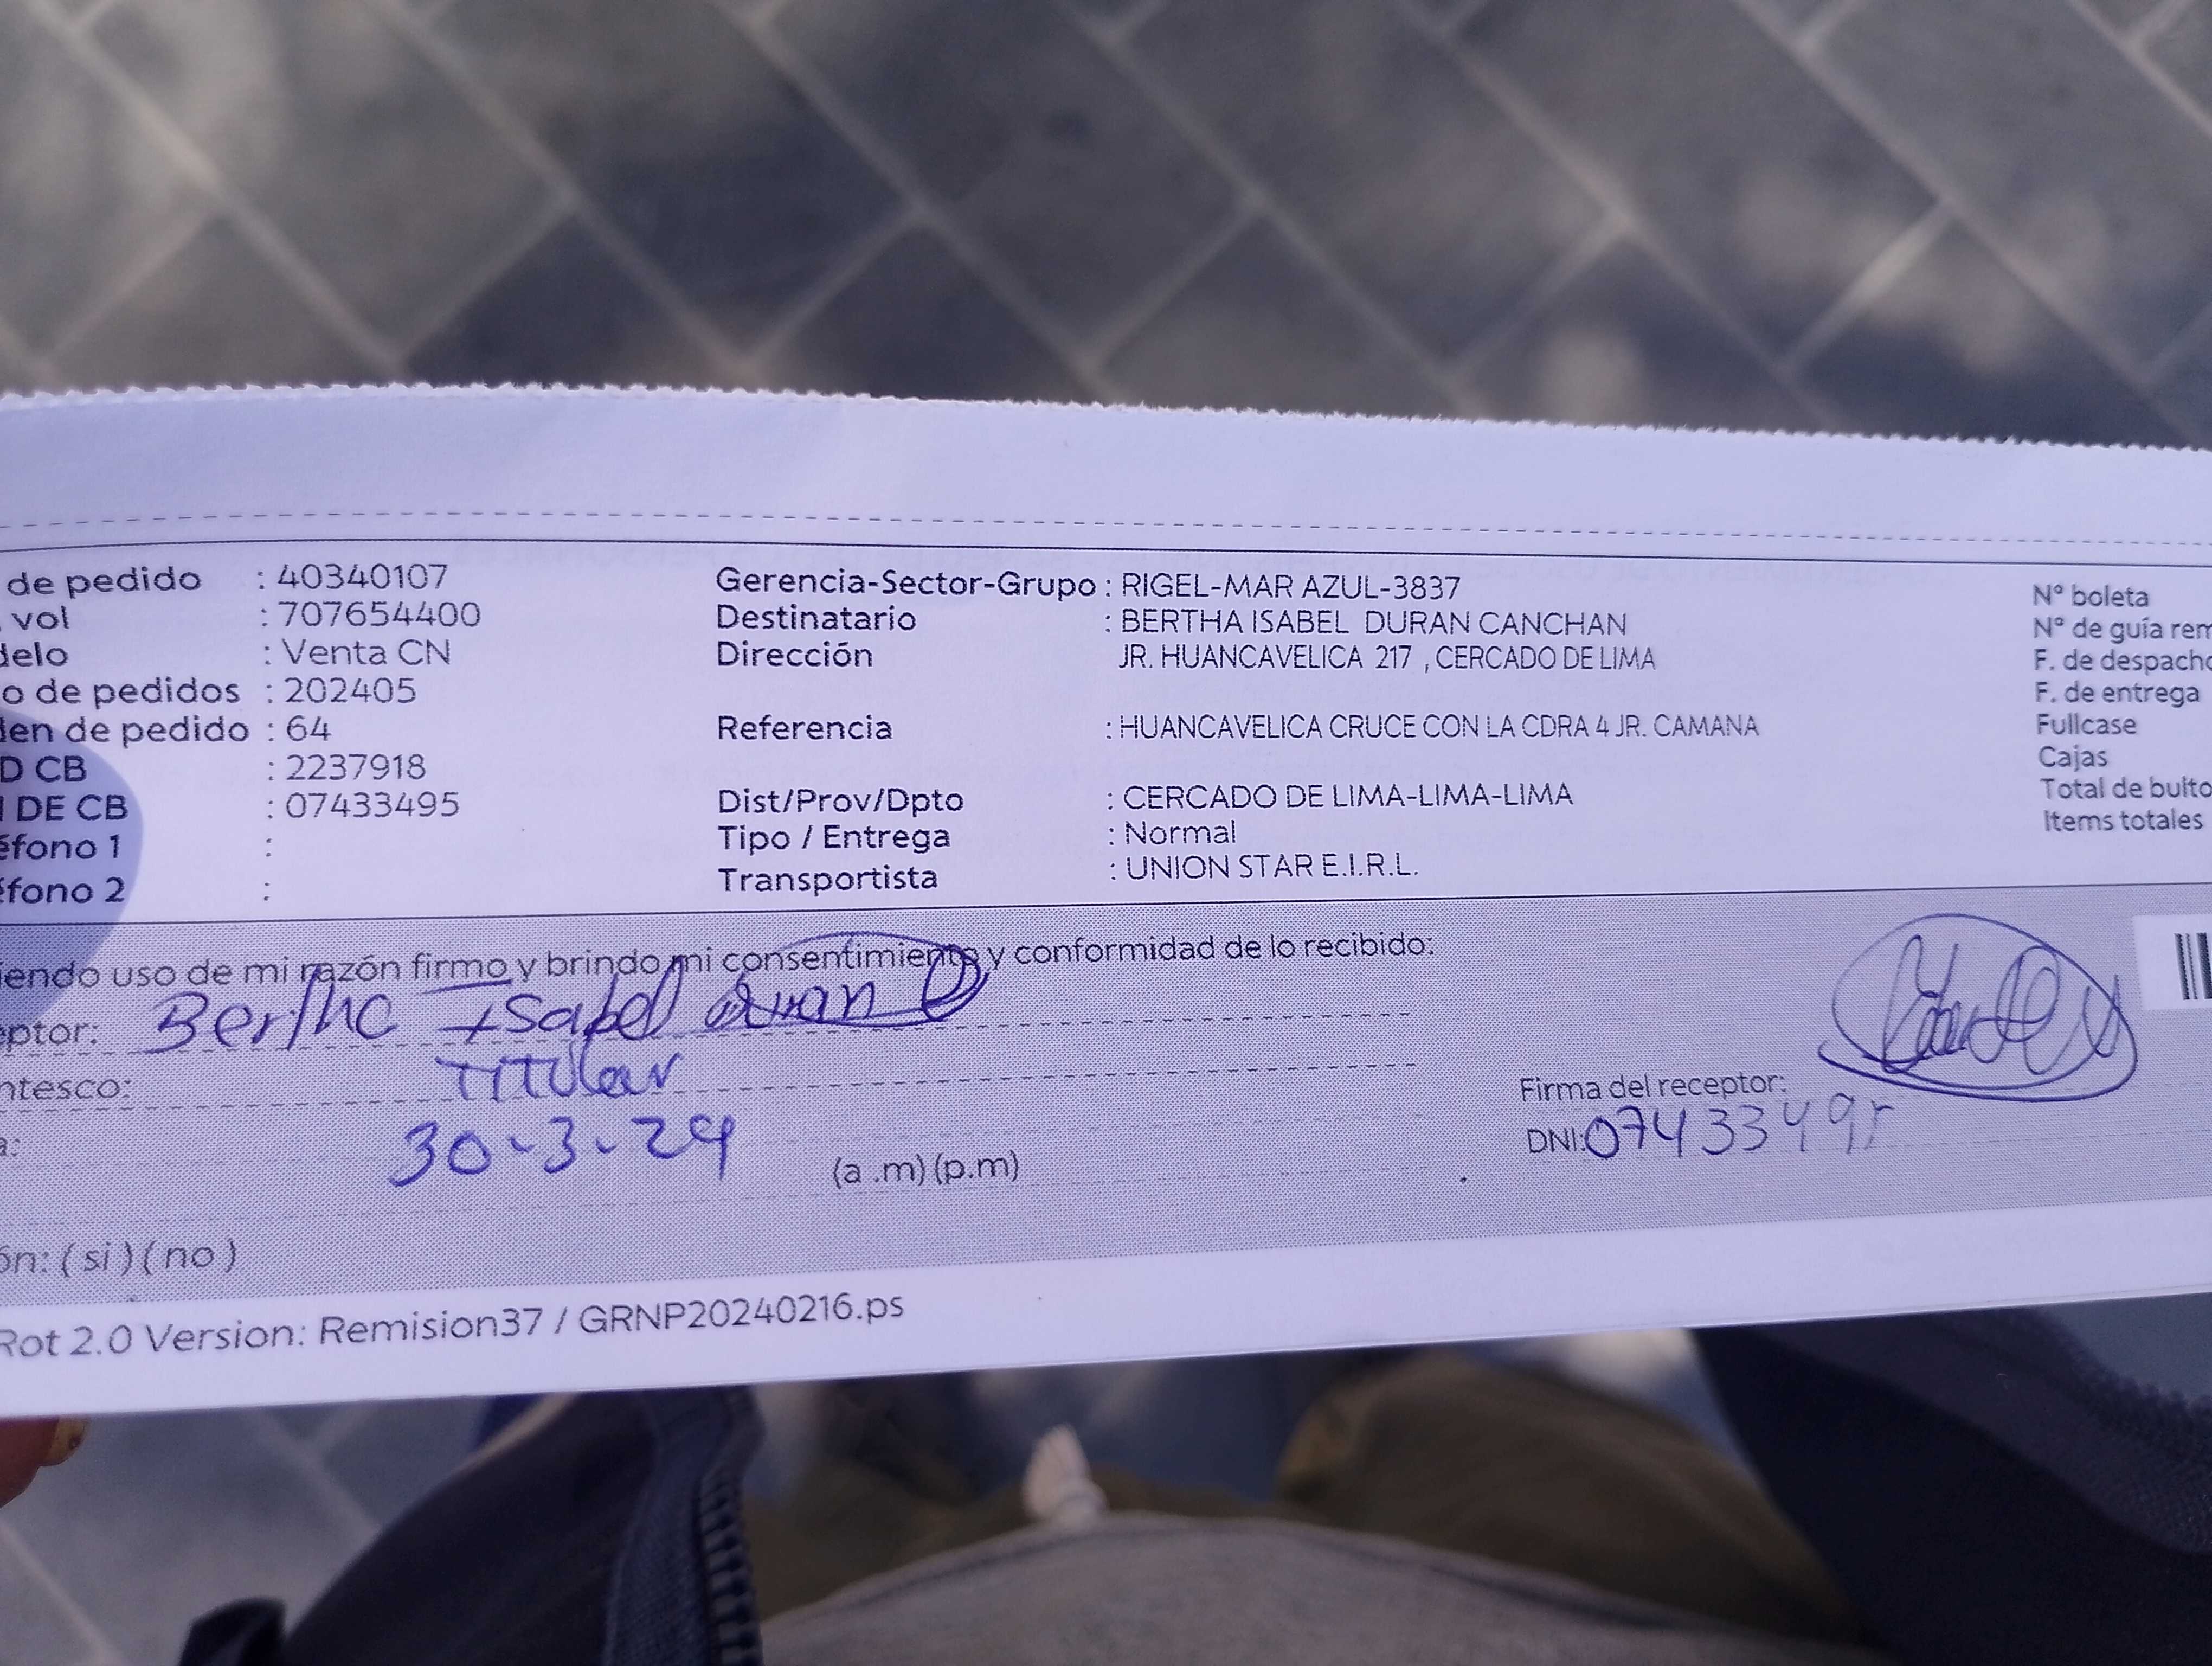 de pedido : 40340107
vol : 707654400
delo : Venta CN
o de pedidos : 202405
den de pedido : 64
D CB : 2237918
I DE CB : 07433495
éfono 1 :
éfono 2 :
Gerencia-Sector-Grupo : RIGEL-MAR AZUL-3837
Destinatario : BERTHA ISABEL DURAN CANCHAN
Dirección JR. HUANCAVELICA 217 , CERCADO DE LIMA
Referencia : HUANCAVELICA CRUCE CON LA CDRA 4 JR. CAMANA
Dist/Prov/Dpto : CERCADO DE LIMA-LIMA-LIMA
Tipo / Entrega : Normal
Transportista : UNION STAR E.I.R.L.
N° boleta
N° de guía rem
F. de despacho
F. de entrega
Fullcase
Cajas
Total de bulto
Items totales
iendo uso de mi razón firmo y brindo mi consentimiento y conformidad de lo recibido:
eptor: Bertha Isabel Duran
ntesco: Titular
a: 30-3-24 (a .m) (p.m)
Firma del receptor:
DNI: 07433495
ón: ( si ) ( no )
Rot 2.0 Version: Remision37 / GRNP20240216.ps